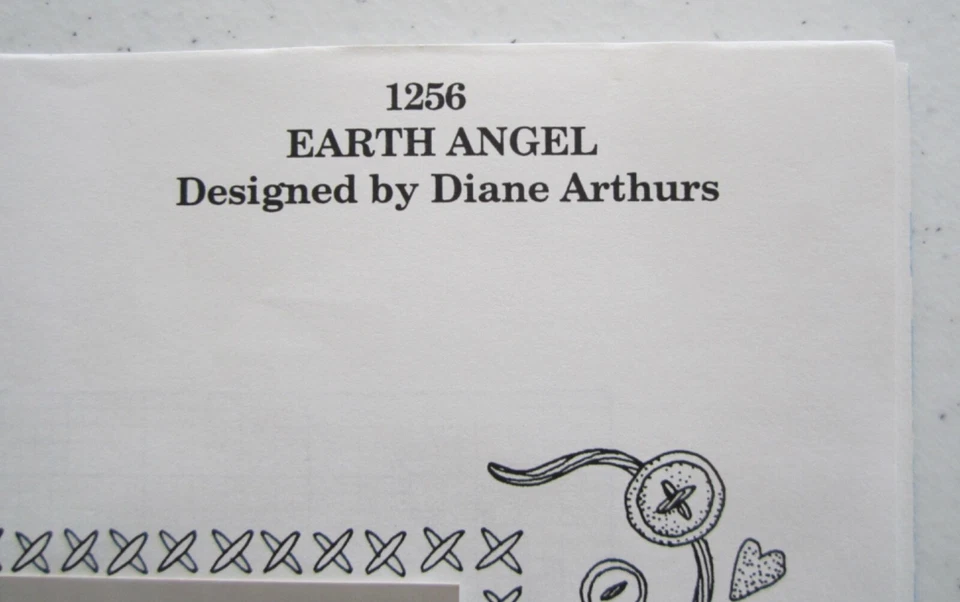 1256
EARTH ANGEL
Designed by Diane Arthurs